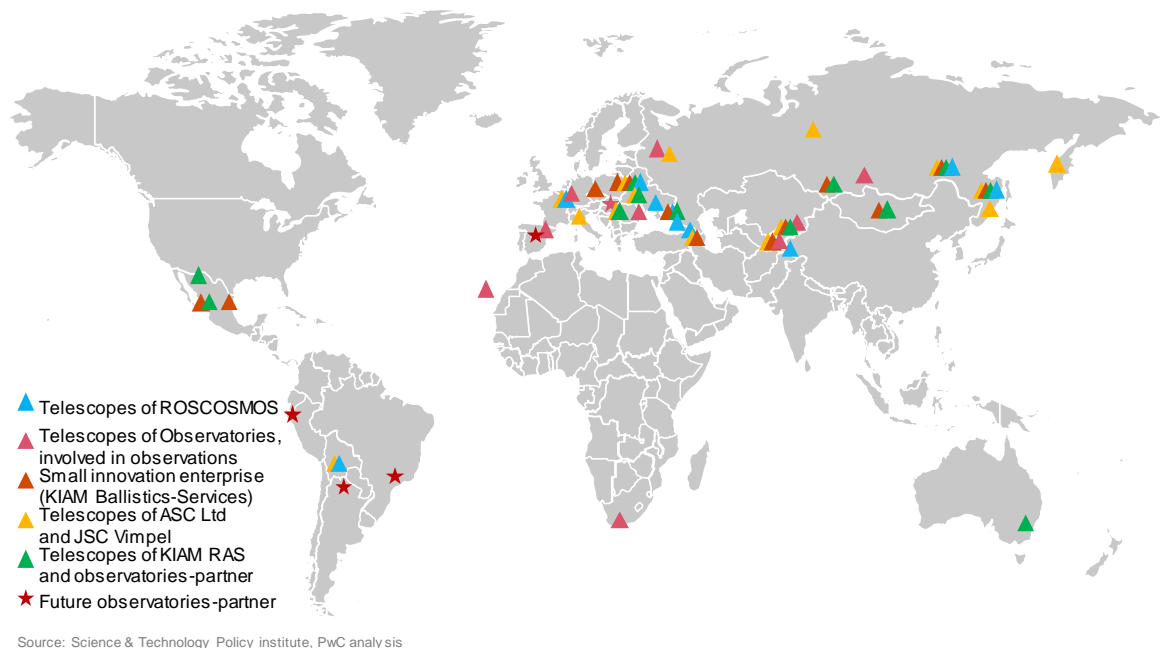 Telescopes of ROSCOSMOS
Telescopes of Observatories,
involved in observations
Small innovation enterprise
(KIAM Ballistics-Services)
Telescopes of ASC Ltd
and JSC Vimpel
Telescopes of KIAM RAS
and observatories-partner
Future observatories-partner
Source: Science & Technology Policy institute, PwC analysis